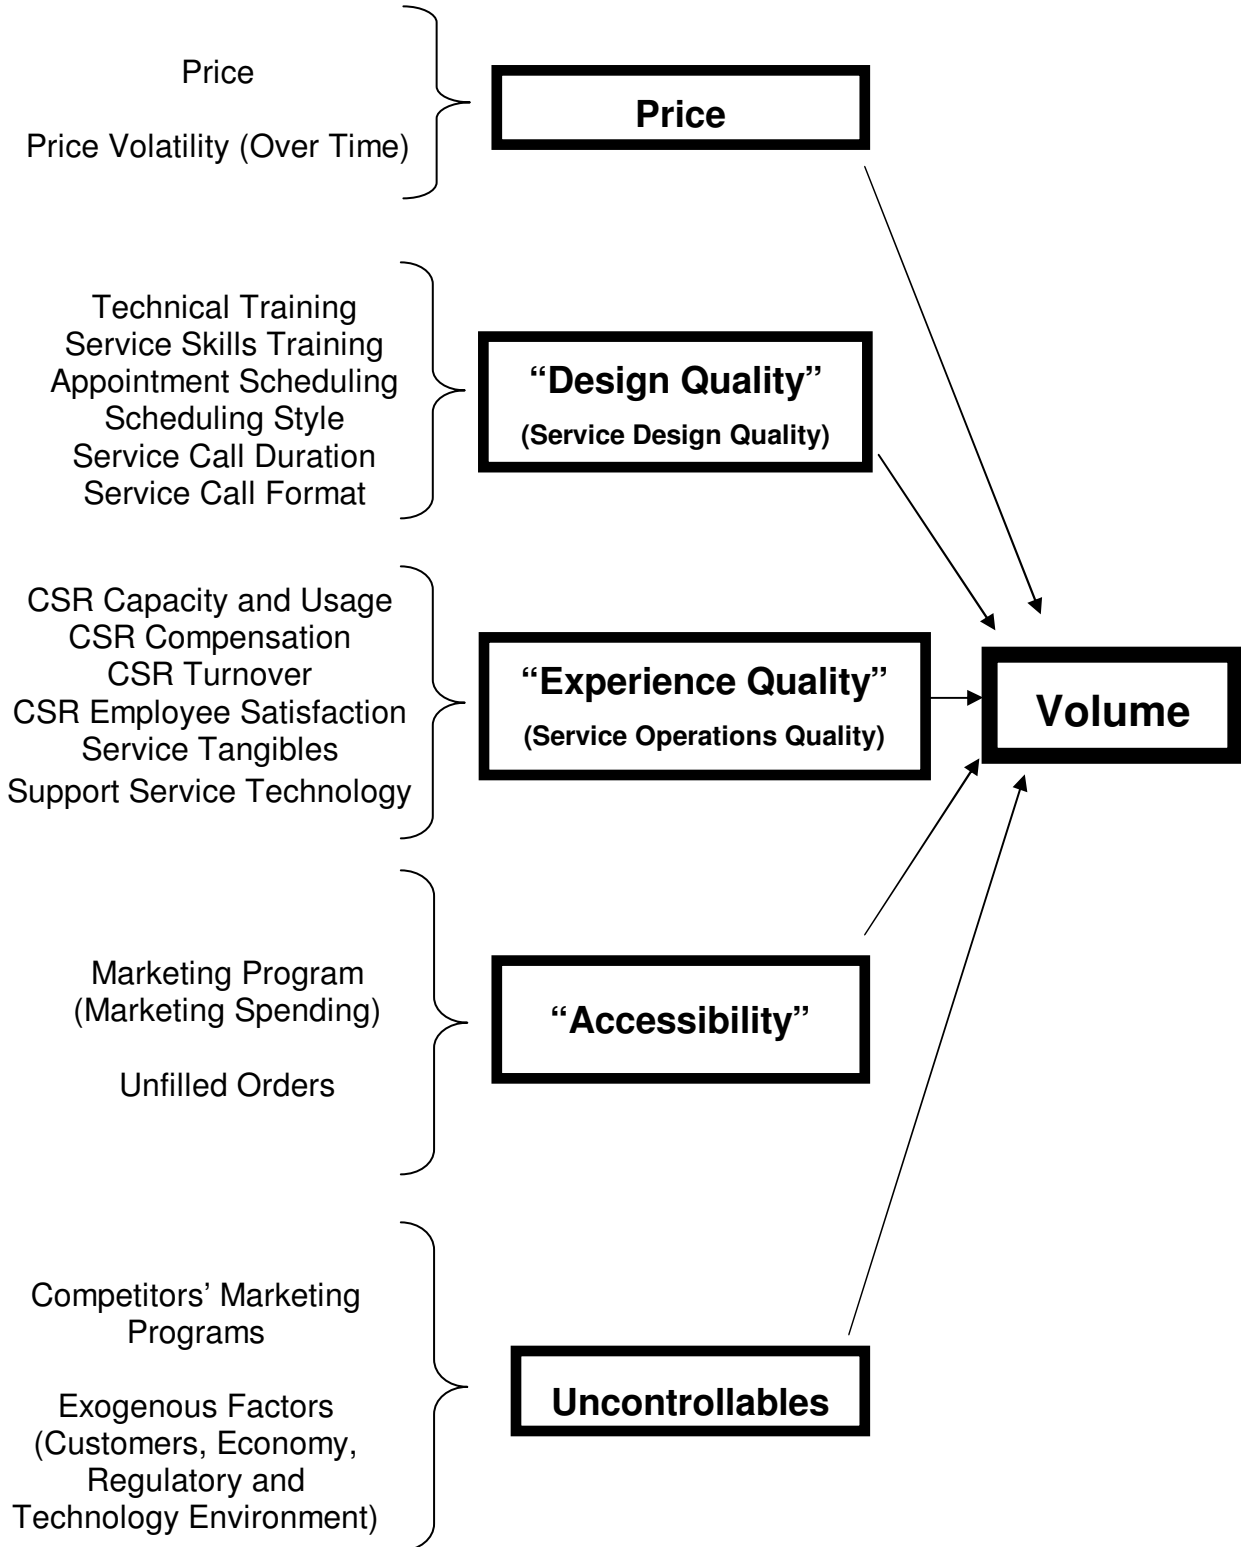 Price
Price Volatility (Over Time)
Price
Technical Training
Service Skills Training
Appointment Scheduling
Scheduling Style
Service Call Duration
Service Call Format
“Design Quality”
(Service Design Quality)
CSR Capacity and Usage
CSR Compensation
CSR Turnover
CSR Employee Satisfaction
Service Tangibles
Support Service Technology
“Experience Quality”
(Service Operations Quality)
Volume
Marketing Program
(Marketing Spending)
Unfilled Orders
“Accessibility”
Competitors’ Marketing
Programs
Exogenous Factors
(Customers, Economy,
Regulatory and
Technology Environment)
Uncontrollables